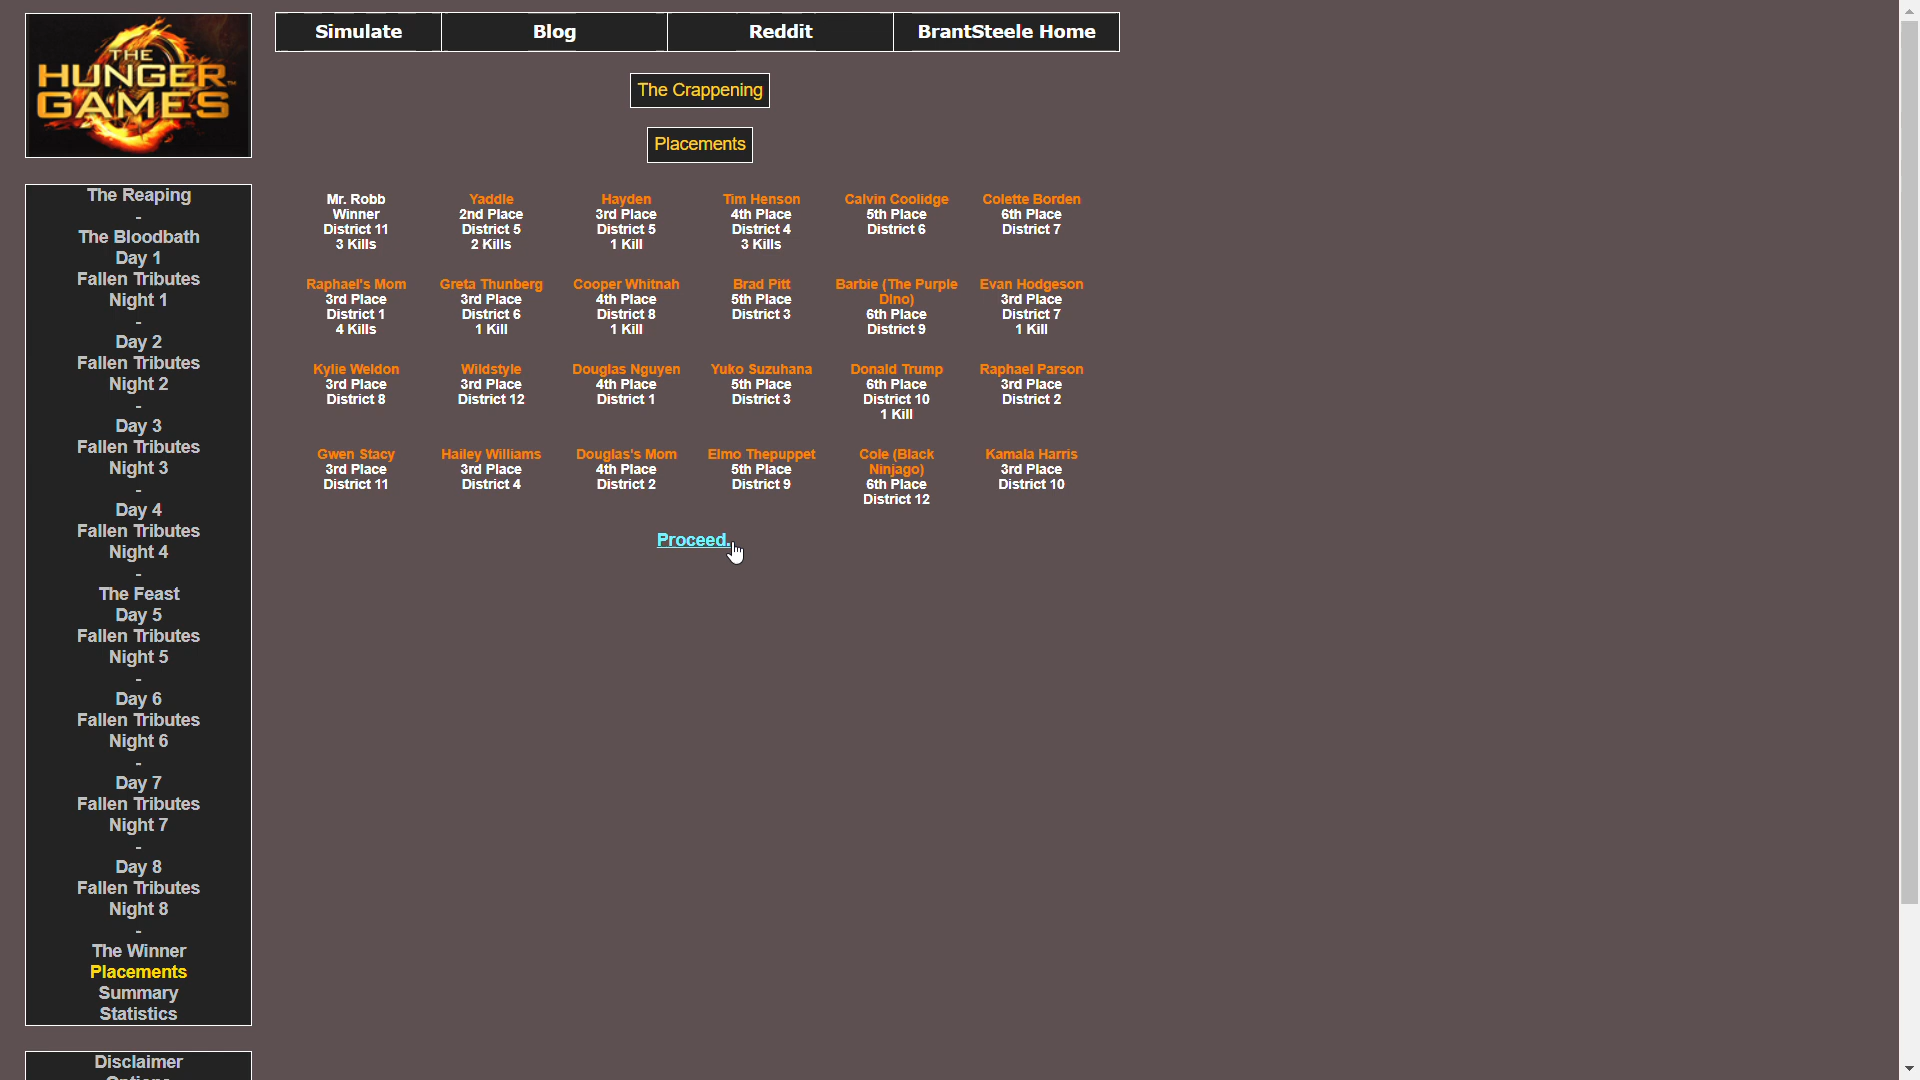 THE
HUNGER
GAMES
Simulate
Blog
Reddit
BrantSteele Home
The Crappening
Placements
The Reaping
-
The Bloodbath
Day 1
Fallen Tributes
Night 1
-
Day 2
Fallen Tributes
Night 2
-
Day 3
Fallen Tributes
Night 3
-
Day 4
Fallen Tributes
Night 4
-
The Feast
Day 5
Fallen Tributes
Night 5
-
Day 6
Fallen Tributes
Night 6
-
Day 7
Fallen Tributes
Night 7
-
Day 8
Fallen Tributes
Night 8
-
The Winner
Placements
Summary
Statistics
Disclaimer
Mr. Robb
Winner
District 11
3 Kills
Yaddle
2nd Place
District 5
2 Kills
Hayden
3rd Place
District 5
1 Kill
Tim Henson
4th Place
District 4
3 Kills
Calvin Coolidge
5th Place
District 6
Colette Borden
6th Place
District 7
Raphael's Mom
3rd Place
District 1
4 Kills
Greta Thunberg
3rd Place
District 6
1 Kill
Cooper Whitnah
4th Place
District 8
1 Kill
Brad Pitt
5th Place
District 3
Barbie (The Purple
Dino)
6th Place
District 9
Evan Hodgeson
3rd Place
District 7
1 Kill
Kylie Weldon
3rd Place
District 8
Wildstyle
3rd Place
District 12
Douglas Nguyen
4th Place
District 1
Yuko Suzuhana
5th Place
District 3
Donald Trump
6th Place
District 10
1 Kill
Raphael Parson
3rd Place
District 2
Gwen Stacy
3rd Place
District 11
Hailey Williams
3rd Place
District 4
Douglas's Mom
4th Place
District 2
Elmo Thepuppet
5th Place
District 9
Cole (Black
Ninjago)
6th Place
District 12
Kamala Harris
3rd Place
District 10
Proceed.